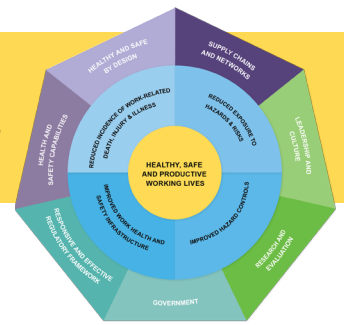 HEALTHY AND SAFE
BY DESIGN
SUPPLY CHAINS
AND NETWORKS
LEADERSHIP AND
CULTURE
RESEARCH AND
EVALUATION
GOVERNMENT
RESPONSIVE AND EFFECTIVE
REGULATORY FRAMEWORK
HEALTH AND
SAFETY CAPABILITIES
REDUCED INCIDENCE OF WORK-RELATED
DEATH, INJURY & ILLNESS
REDUCED EXPOSURE TO
HAZARDS & RISKS
IMPROVED HAZARD CONTROLS
IMPROVED WORK HEALTH AND
SAFETY INFRASTRUCTURE
HEALTHY, SAFE
AND PRODUCTIVE
WORKING LIVES